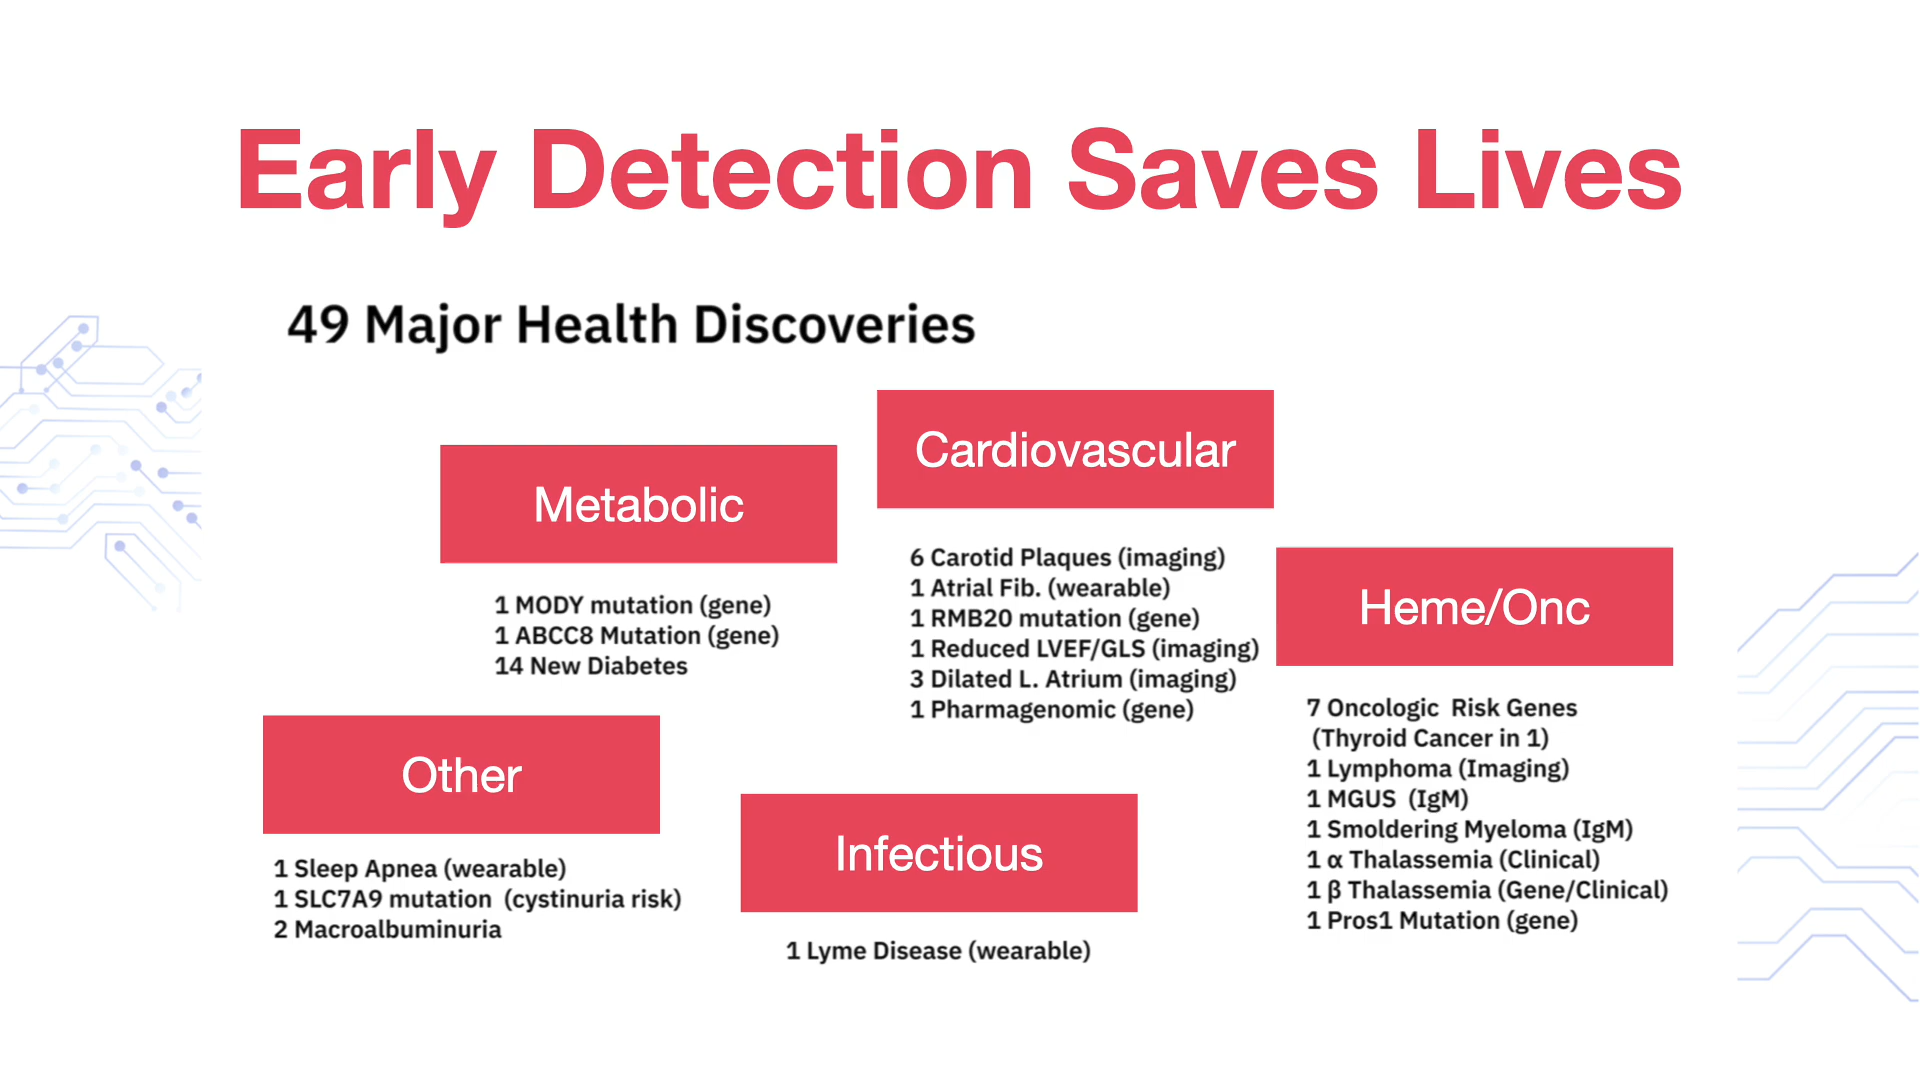 Early Detection Saves Lives
49 Major Health Discoveries
Metabolic
1 MODY mutation (gene)
1 ABCC8 Mutation (gene)
14 New Diabetes
Cardiovascular
6 Carotid Plaques (imaging)
1 Atrial Fib. (wearable)
1 RMB20 mutation (gene)
1 Reduced LVEF/GLS (imaging)
3 Dilated L. Atrium (imaging)
1 Pharmagenomic (gene)
Heme/Onc
7 Oncologic Risk Genes
(Thyroid Cancer in 1)
1 Lymphoma (Imaging)
1 MGUS (IgM)
1 Smoldering Myeloma (IgM)
1 α Thalassemia (Clinical)
1 β Thalassemia (Gene/Clinical)
1 Pros1 Mutation (gene)
Other
1 Sleep Apnea (wearable)
1 SLC7A9 mutation (cystinuria risk)
2 Macroalbuminuria
Infectious
1 Lyme Disease (wearable)